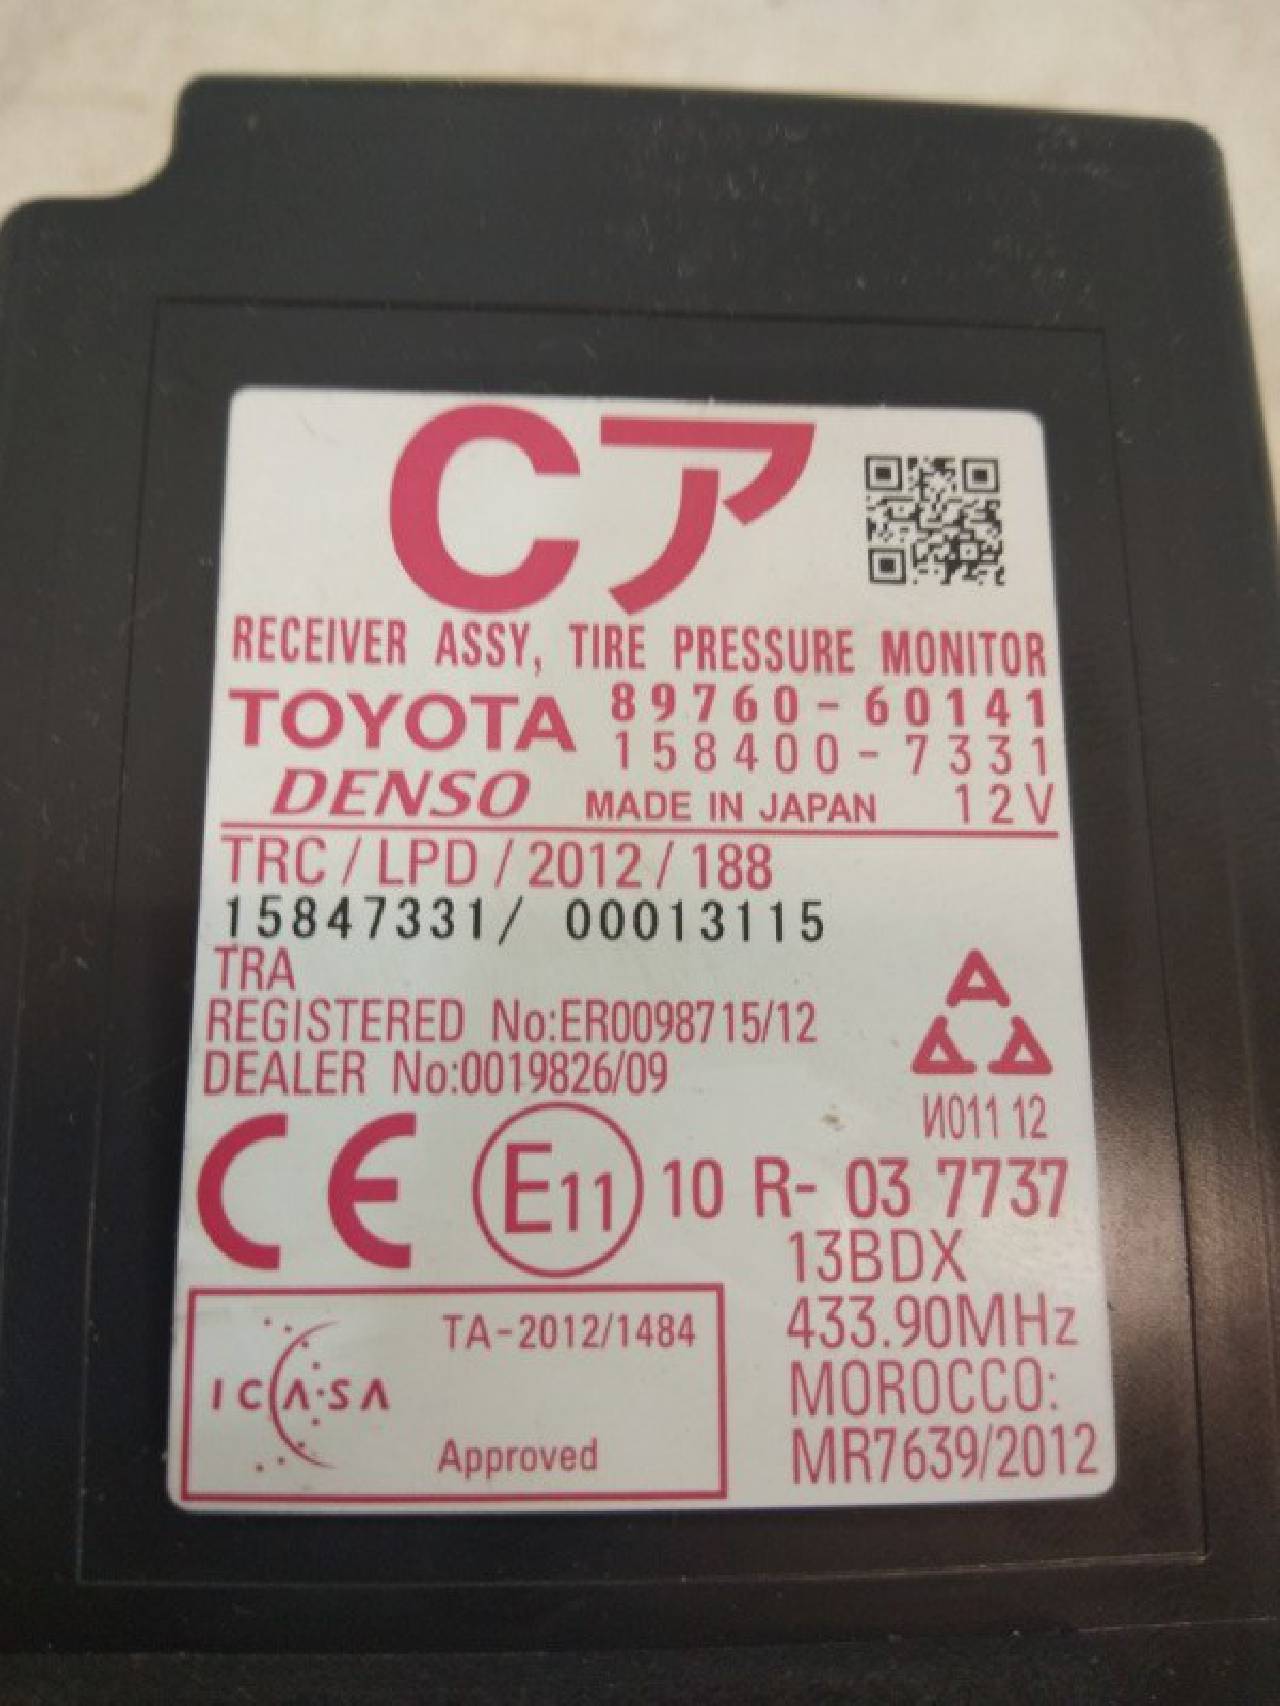 Cア
RECEIVER ASSY, TIRE PRESSURE MONITOR
TOYOTA 89760-60141
158400-7331
DENSO MADE IN JAPAN 12V
TRC/LPD/2012/188
15847331/ 00013115
TRA
REGISTERED No:ER0098715/12
DEALER No:0019826/09
И011 12
CE E11 10 R- 03 7737
13BDX
433.90MHz
MOROCCO:
MR7639/2012
TA-2012/1484
ICASA
Approved